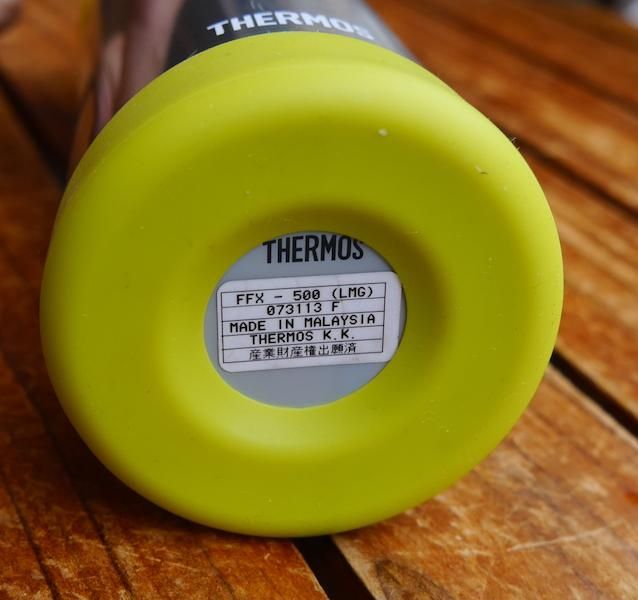 THERMOS
THERMOS
FFX - 500 (LMG)
073113 F
MADE IN MALAYSIA
THERMOS K.K.
産業財産権出願済